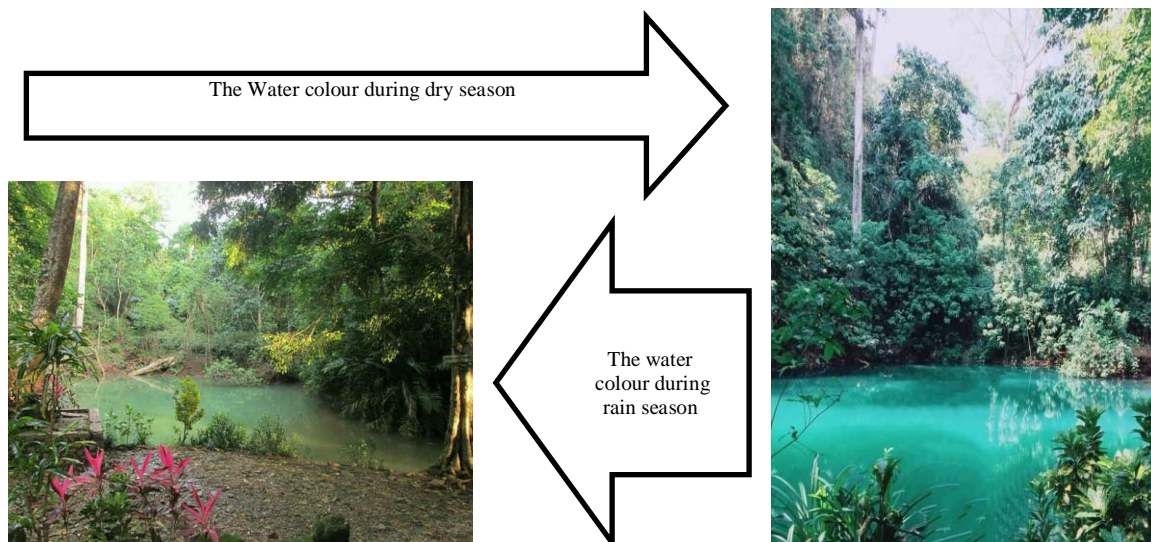 The Water colour during dry season
The water
colour during
rain season